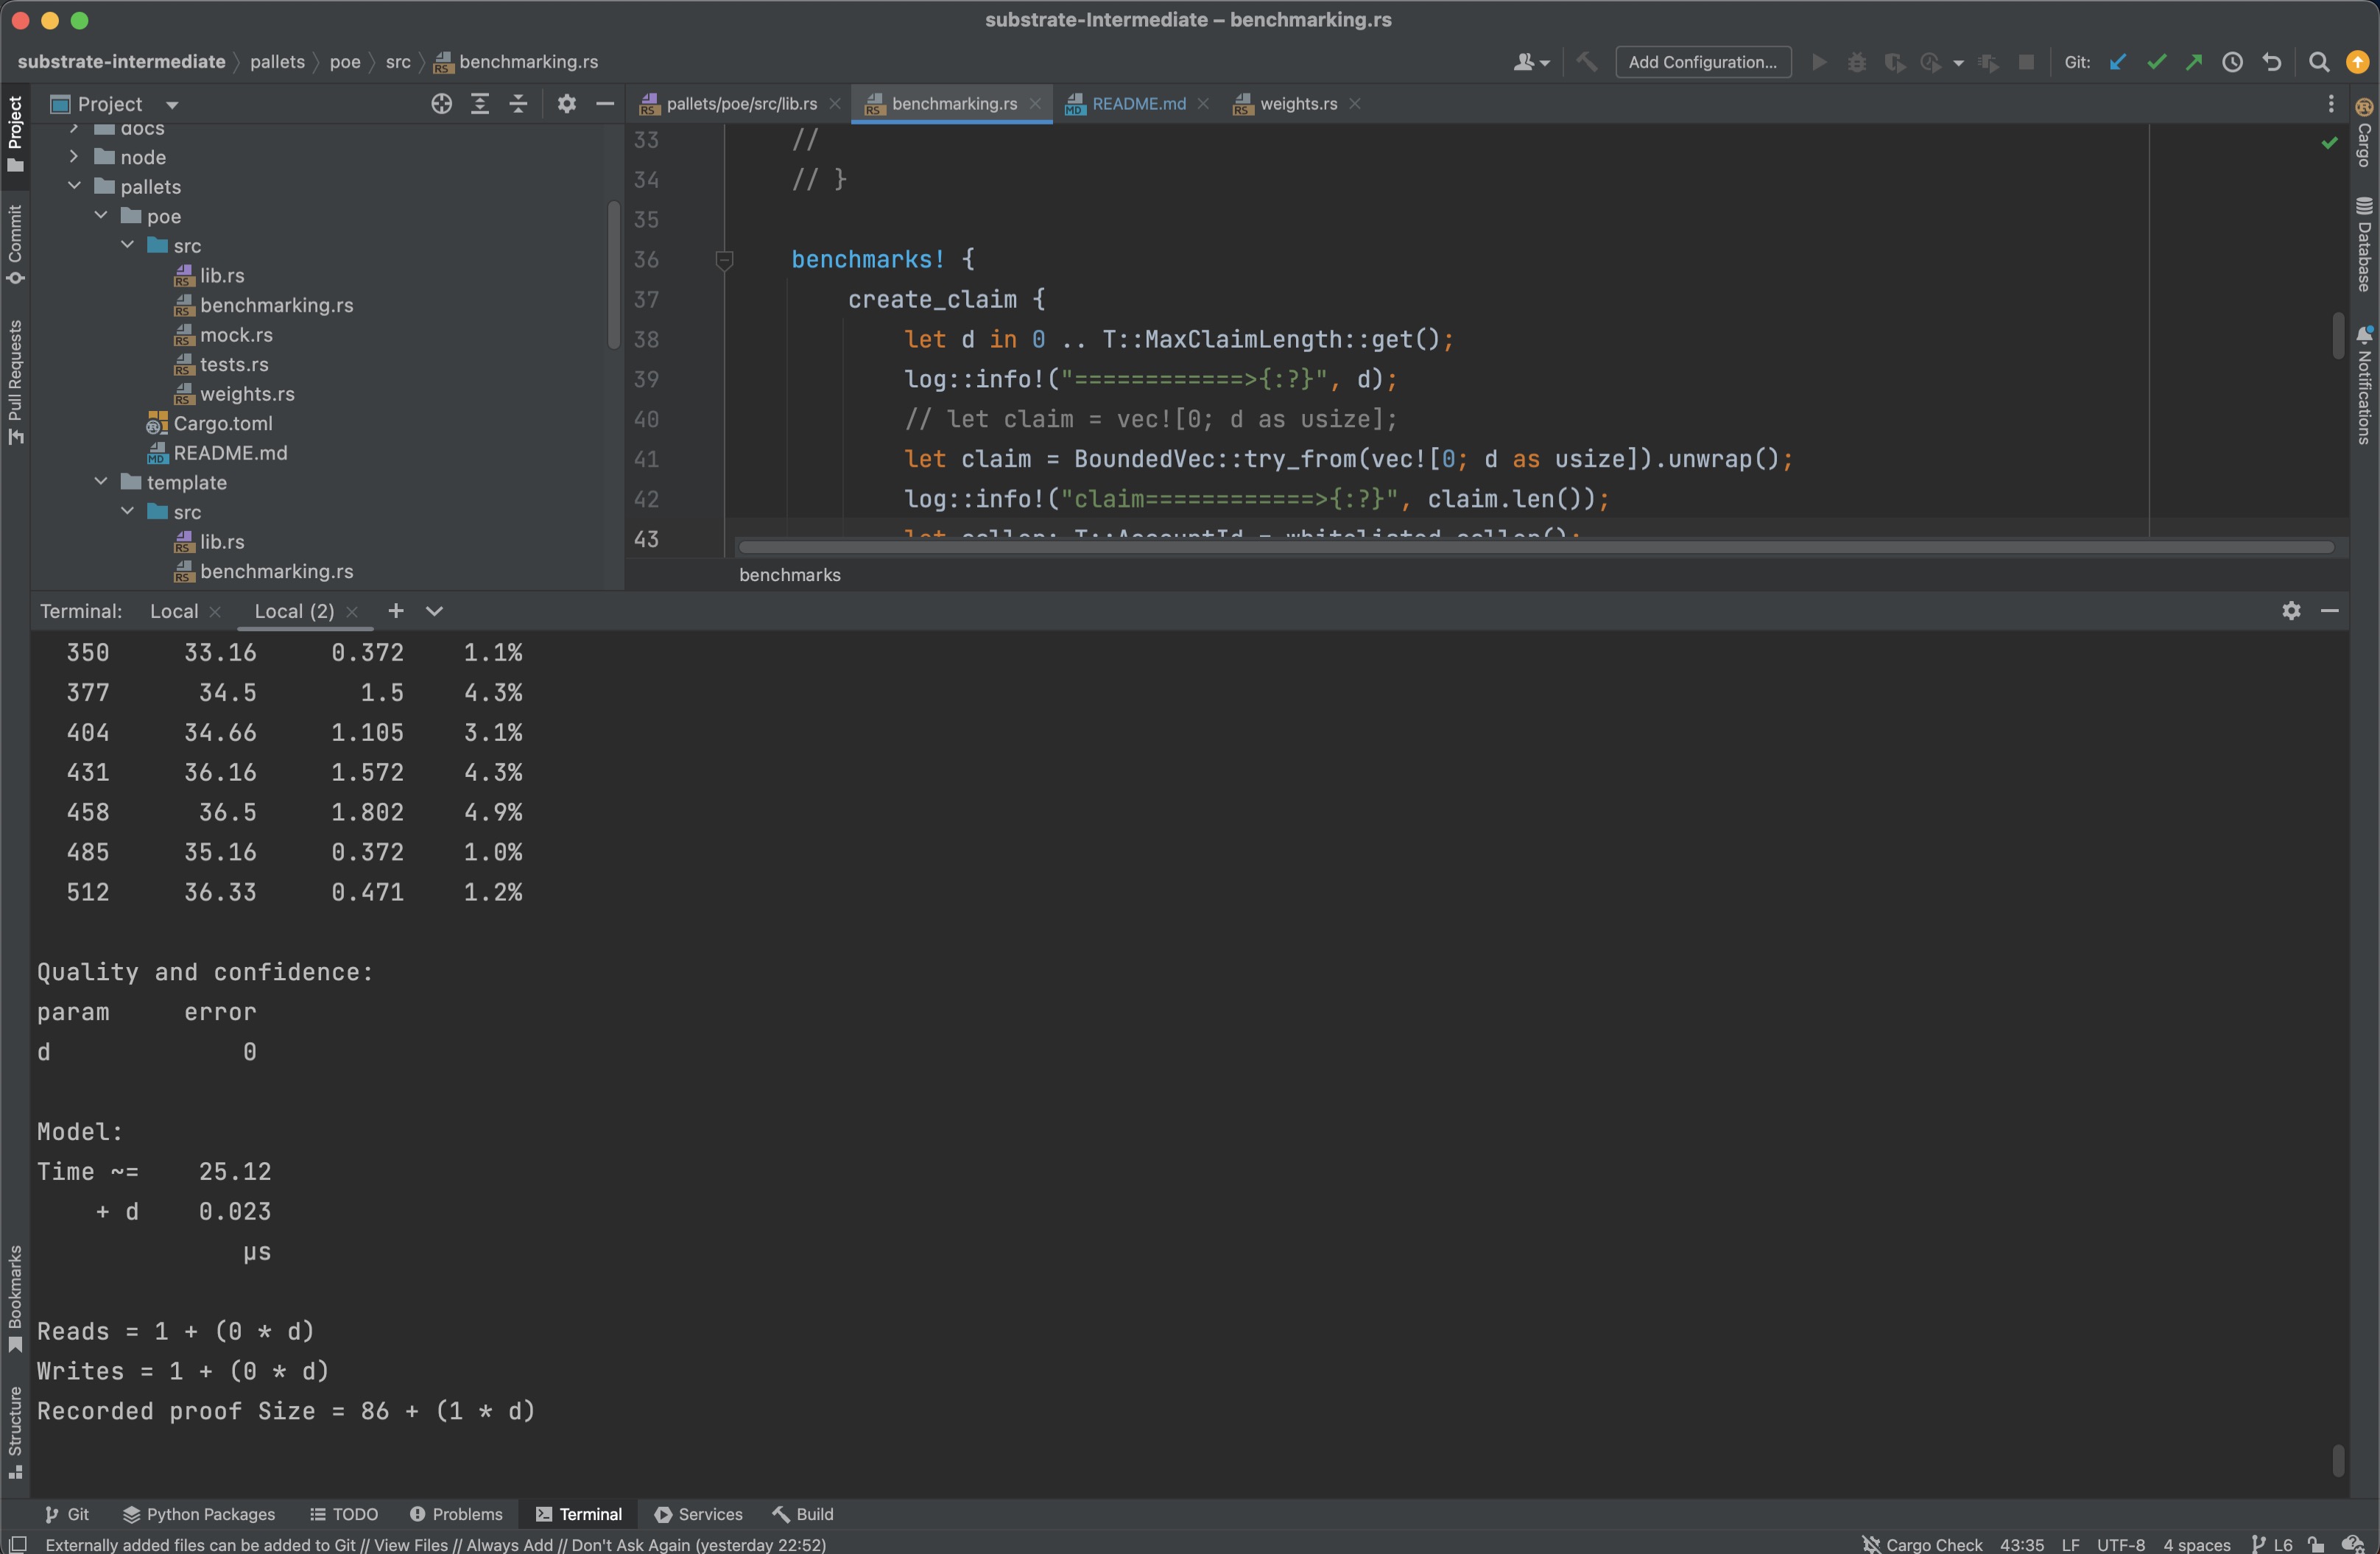 substrate-Intermediate – benchmarking.rs
substrate-intermediate pallets poe src benchmarking.rs
Add Configuration...
Git:
Project
pallets/poe/src/lib.rs
benchmarking.rs
README.md
weights.rs
Project
Commit
Pull Requests
docs
node
pallets
poe
src
lib.rs
benchmarking.rs
mock.rs
tests.rs
weights.rs
Cargo.toml
README.md
template
src
lib.rs
benchmarking.rs
33 //
34 // }
35
36 benchmarks! {
37 create_claim {
38 let d in 0 .. T::MaxClaimLength::get();
39 log::info!("============>{:?}", d);
40 // let claim = vec![0; d as usize];
41 let claim = BoundedVec::try_from(vec![0; d as usize]).unwrap();
42 log::info!("claim============>{:?}", claim.len());
43 let caller: T::AccountId = whitelisted_caller();
benchmarks
Cargo
Database
Notifications
Terminal: Local Local (2)
350 33.16 0.372 1.1%
377 34.5 1.5 4.3%
404 34.66 1.105 3.1%
431 36.16 1.572 4.3%
458 36.5 1.802 4.9%
485 35.16 0.372 1.0%
512 36.33 0.471 1.2%
Quality and confidence:
param error
d 0
Model:
Time ~= 25.12
+ d 0.023
µs
Reads = 1 + (0 * d)
Writes = 1 + (0 * d)
Recorded proof Size = 86 + (1 * d)
Bookmarks
Structure
Git Python Packages TODO Problems Terminal Services Build
Externally added files can be added to Git // View Files // Always Add // Don't Ask Again (yesterday 22:52)
Cargo Check 43:35 LF UTF-8 4 spaces L6